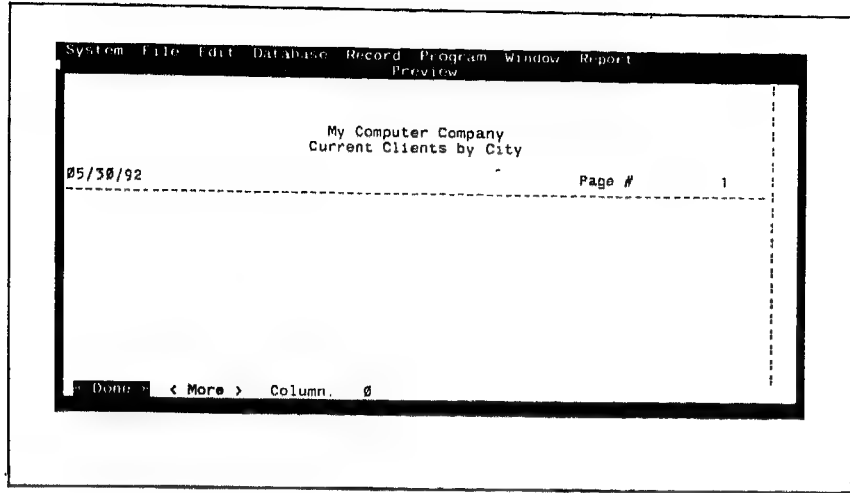 System File Edit Database Record Program Window Report
Preview
My Computer Company
Current Clients by City
05/30/92 Page # 1
< Done > < More > Column. 0